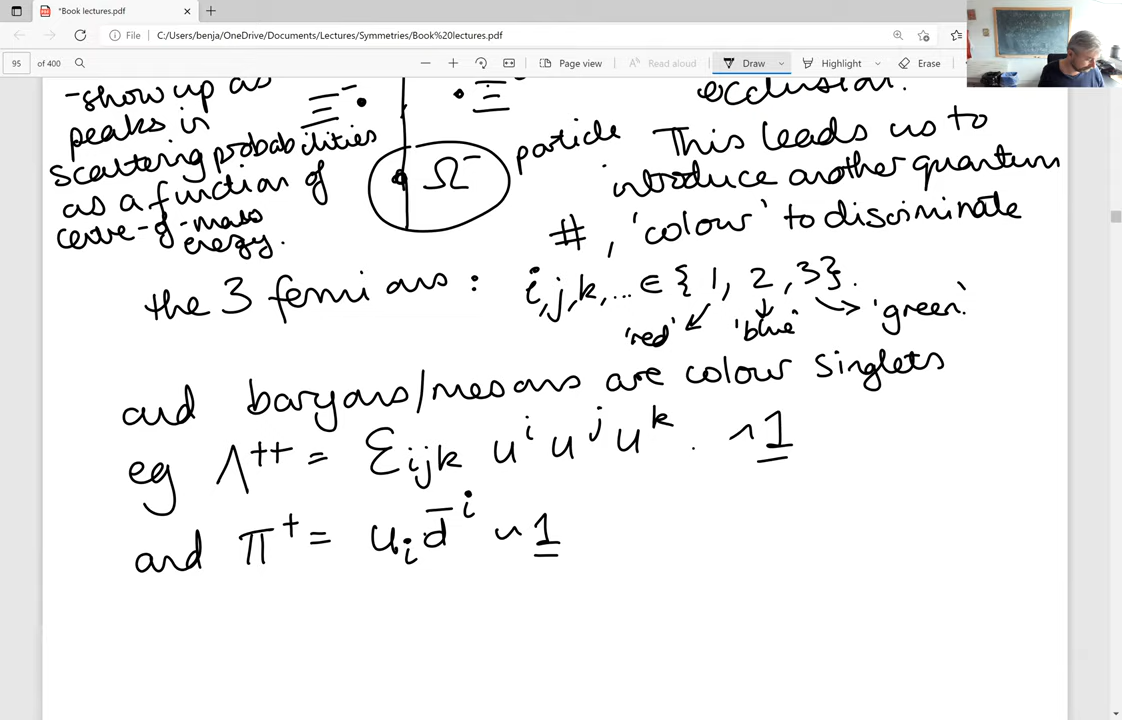 *Book lectures.pdf
File
C:/Users/benja/OneDrive/Documents/Lectures/Symmetries/Book%20lectures.pdf
95 of 400
Page view
Read aloud
Draw
Highlight
Erase
-show up as
peaks in
scattering probabilities
as a function of
centre-of-mass
energy.
Ξ⁻ Ξ
Ω⁻
particle
exclusion.
This leads us to
introduce another quantum
#, 'colour' to discriminate
the 3 fermions: i,j,k,... ∈ { 1, 2, 3}.
'red' 'blue' 'green'.
and baryons/mesons are colour singlets
eg Λ⁺⁺ = Ɛijk uⁱ uʲ uᵏ. ~ 1
and π⁺ = uᵢ d̄ⁱ ~ 1